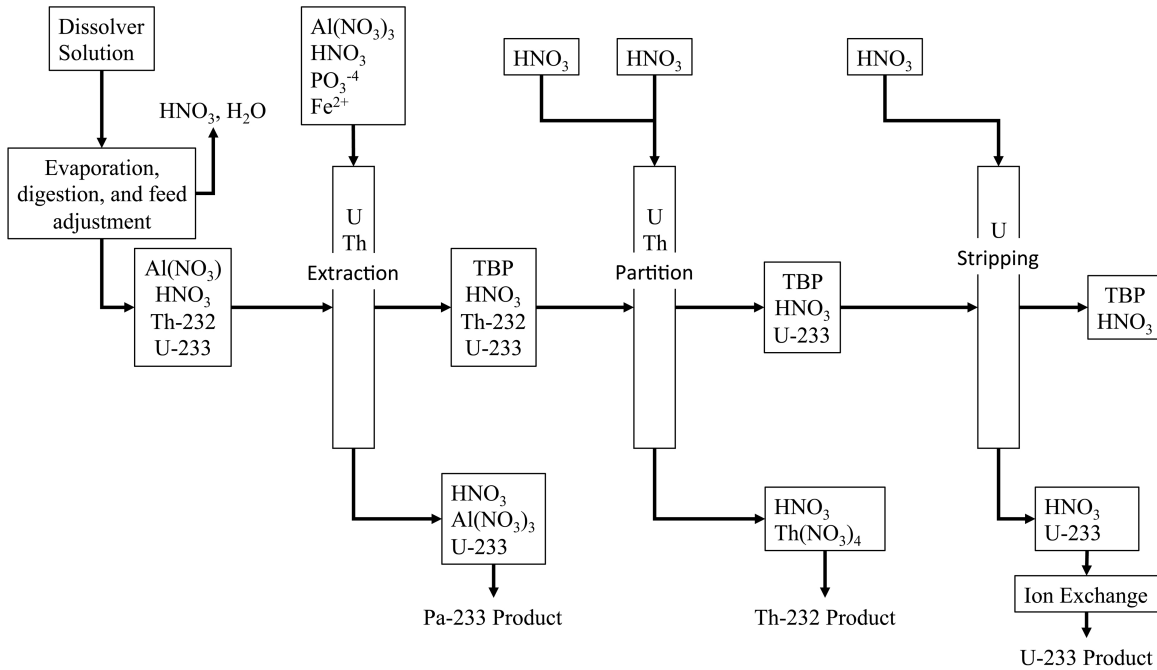 Dissolver
Solution
HNO₃, H₂O
Evaporation,
digestion, and feed
adjustment
Al(NO₃)
HNO₃
Th-232
U-233
Al(NO₃)₃
HNO₃
PO₃⁻⁴
Fe²⁺
U
Th
Extraction
HNO₃
Al(NO₃)₃
U-233
Pa-233 Product
TBP
HNO₃
Th-232
U-233
HNO₃
HNO₃
U
Th
Partition
HNO₃
Th(NO₃)₄
Th-232 Product
TBP
HNO₃
U-233
HNO₃
U
Stripping
TBP
HNO₃
HNO₃
U-233
Ion Exchange
U-233 Product